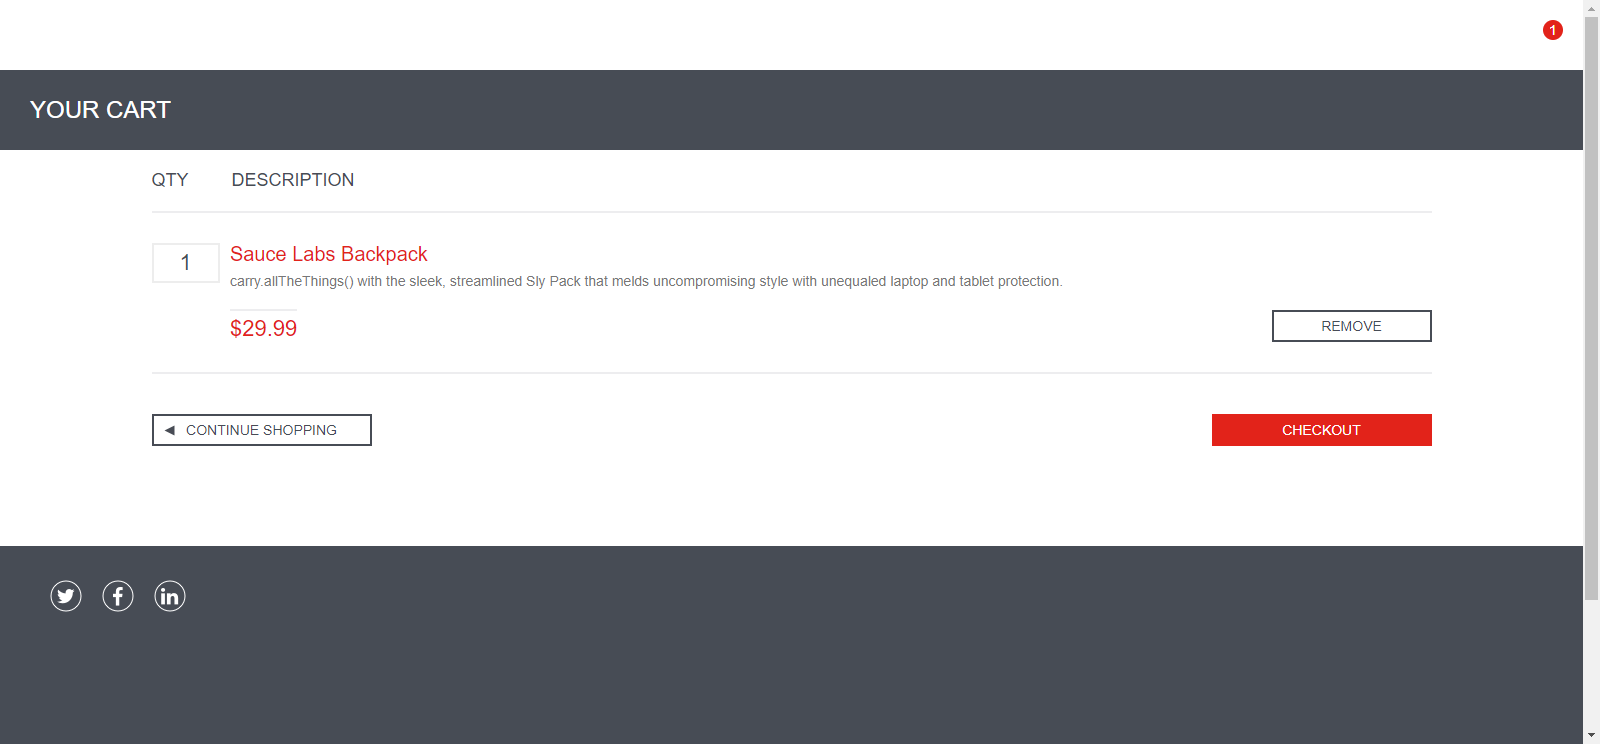 1
YOUR CART
QTY DESCRIPTION
1
Sauce Labs Backpack
carry.allTheThings() with the sleek, streamlined Sly Pack that melds uncompromising style with unequaled laptop and tablet protection.
$29.99
REMOVE
CONTINUE SHOPPING
CHECKOUT